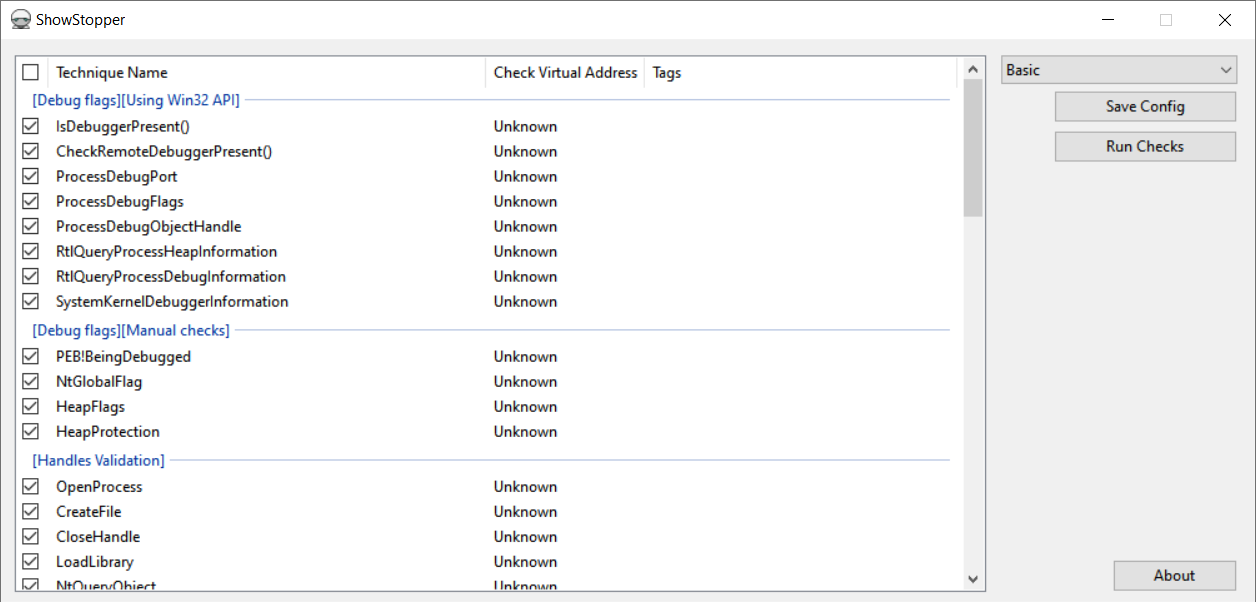 ShowStopper
Technique Name Check Virtual Address Tags
Basic
Save Config
Run Checks
[Debug flags][Using Win32 API]
IsDebuggerPresent() Unknown
CheckRemoteDebuggerPresent() Unknown
ProcessDebugPort Unknown
ProcessDebugFlags Unknown
ProcessDebugObjectHandle Unknown
RtlQueryProcessHeapInformation Unknown
RtlQueryProcessDebugInformation Unknown
SystemKernelDebuggerInformation Unknown
[Debug flags][Manual checks]
PEB!BeingDebugged Unknown
NtGlobalFlag Unknown
HeapFlags Unknown
HeapProtection Unknown
[Handles Validation]
OpenProcess Unknown
CreateFile Unknown
CloseHandle Unknown
LoadLibrary Unknown
NtQueryObject Unknown
About